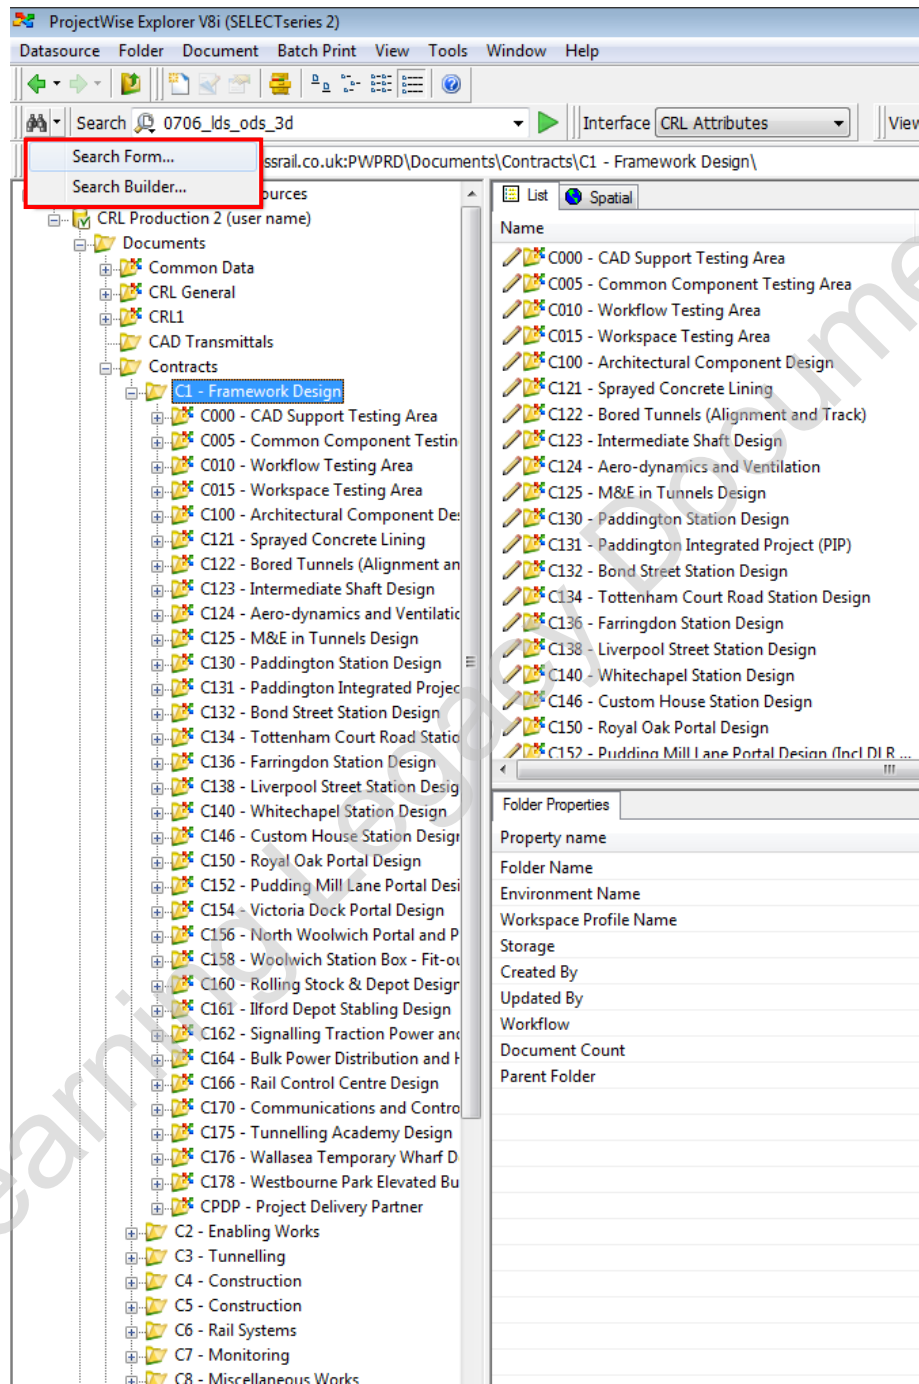 ProjectWise Explorer V8i (SELECTseries 2)
Datasource Folder Document Batch Print View Tools Window Help
Search 0706_lds_ods_3d Interface CRL Attributes View
Search Form...
Search Builder...
ssrail.co.uk:PWPRD\Documents\Contracts\C1 - Framework Design\
ources
CRL Production 2 (user name)
Documents
Common Data
CRL General
CRL1
CAD Transmittals
Contracts
C1 - Framework Design
C000 - CAD Support Testing Area
C005 - Common Component Testin
C010 - Workflow Testing Area
C015 - Workspace Testing Area
C100 - Architectural Component De
C121 - Sprayed Concrete Lining
C122 - Bored Tunnels (Alignment an
C123 - Intermediate Shaft Design
C124 - Aero-dynamics and Ventilatio
C125 - M&E in Tunnels Design
C130 - Paddington Station Design
C131 - Paddington Integrated Projec
C132 - Bond Street Station Design
C134 - Tottenham Court Road Statio
C136 - Farringdon Station Design
C138 - Liverpool Street Station Desig
C140 - Whitechapel Station Design
C146 - Custom House Station Design
C150 - Royal Oak Portal Design
C152 - Pudding Mill Lane Portal Desi
C154 - Victoria Dock Portal Design
C156 - North Woolwich Portal and P
C158 - Woolwich Station Box - Fit-ou
C160 - Rolling Stock & Depot Design
C161 - Ilford Depot Stabling Design
C162 - Signalling Traction Power and
C164 - Bulk Power Distribution and H
C166 - Rail Control Centre Design
C170 - Communications and Contro
C175 - Tunnelling Academy Design
C176 - Wallasea Temporary Wharf D
C178 - Westbourne Park Elevated Bu
CPDP - Project Delivery Partner
C2 - Enabling Works
C3 - Tunnelling
C4 - Construction
C5 - Construction
C6 - Rail Systems
C7 - Monitoring
C8 - Miscellaneous Works
List Spatial
Name
C000 - CAD Support Testing Area
C005 - Common Component Testing Area
C010 - Workflow Testing Area
C015 - Workspace Testing Area
C100 - Architectural Component Design
C121 - Sprayed Concrete Lining
C122 - Bored Tunnels (Alignment and Track)
C123 - Intermediate Shaft Design
C124 - Aero-dynamics and Ventilation
C125 - M&E in Tunnels Design
C130 - Paddington Station Design
C131 - Paddington Integrated Project (PIP)
C132 - Bond Street Station Design
C134 - Tottenham Court Road Station Design
C136 - Farringdon Station Design
C138 - Liverpool Street Station Design
C140 - Whitechapel Station Design
C146 - Custom House Station Design
C150 - Royal Oak Portal Design
C152 - Pudding Mill Lane Portal Design (Incl DLR ...
Folder Properties
Property name
Folder Name
Environment Name
Workspace Profile Name
Storage
Created By
Updated By
Workflow
Document Count
Parent Folder
earning Legacy Docume